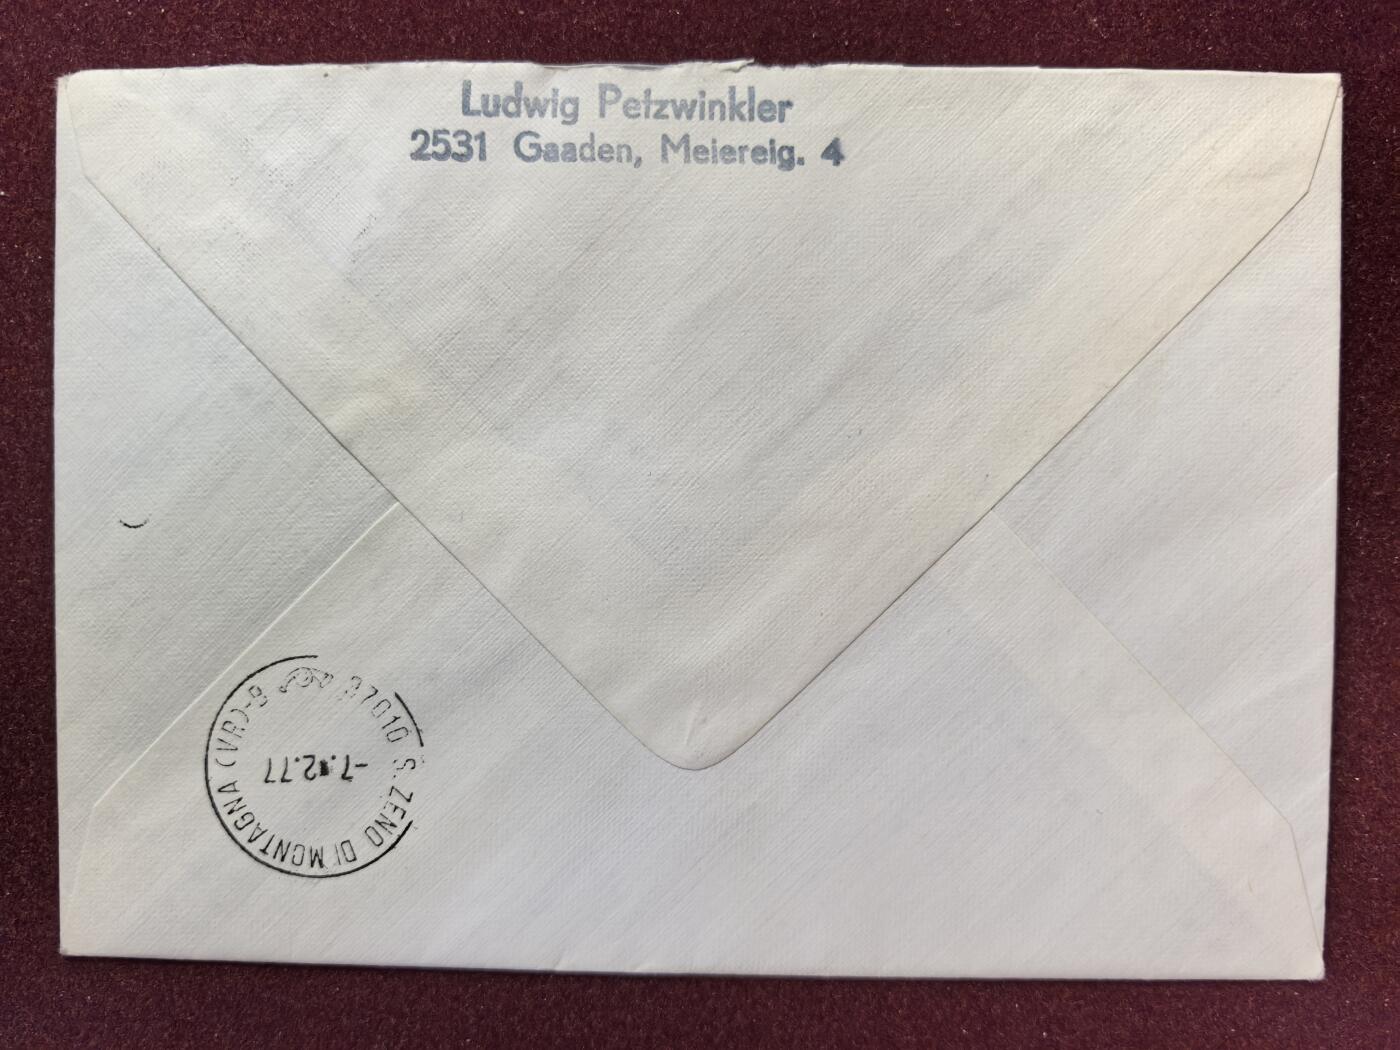 Ludwig Petzwinkler
2531 Gaaden, Meiereig. 4
37010 S. ZENO DI MONTAGNA (VR)-B
-7.12.77